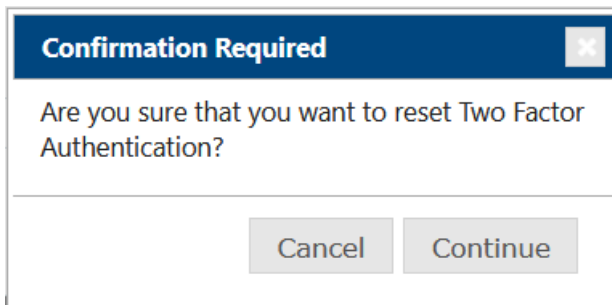 Confirmation Required
Are you sure that you want to reset Two Factor
Authentication?
Cancel Continue